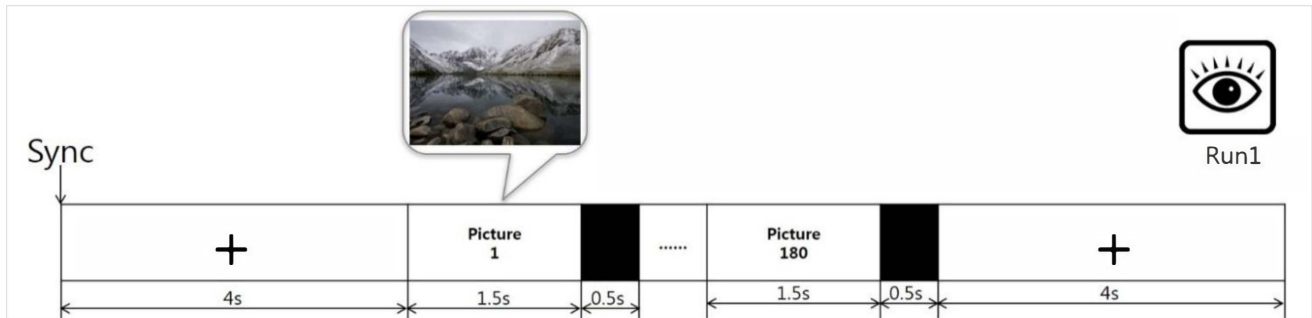 Sync
Run1
+
Picture
1
......
Picture
180
+
4s
1.5s
0.5s
1.5s
0.5s
4s